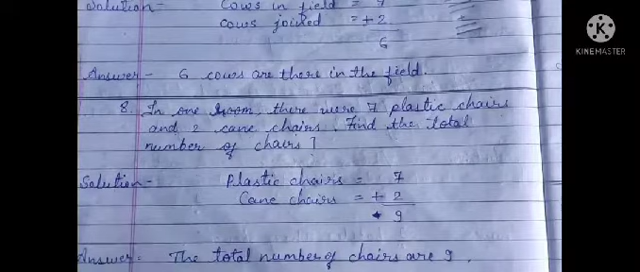 Solution - Cows in field =
Cows joined = + 2
6
Answer - 6 cows are there in the field.
8. In one room, there were 7 plastic chairs
and 2 cane chairs. Find the total
number of chairs ?
Solution - Plastic chairs = 7
Cane chairs = + 2
9
Answer = The total number of chairs are 9.
KINEMASTER